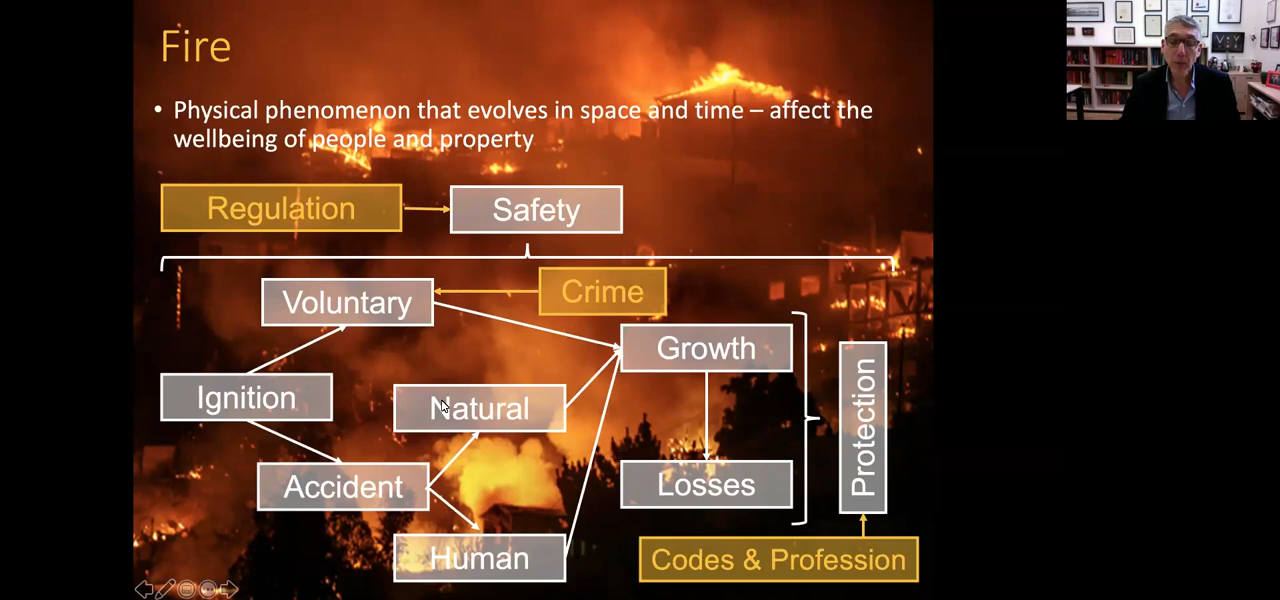 Fire
• Physical phenomenon that evolves in space and time – affect the
wellbeing of people and property
Regulation
Safety
Voluntary
Crime
Growth
Ignition
Natural
Protection
Accident
Losses
Human
Codes & Profession